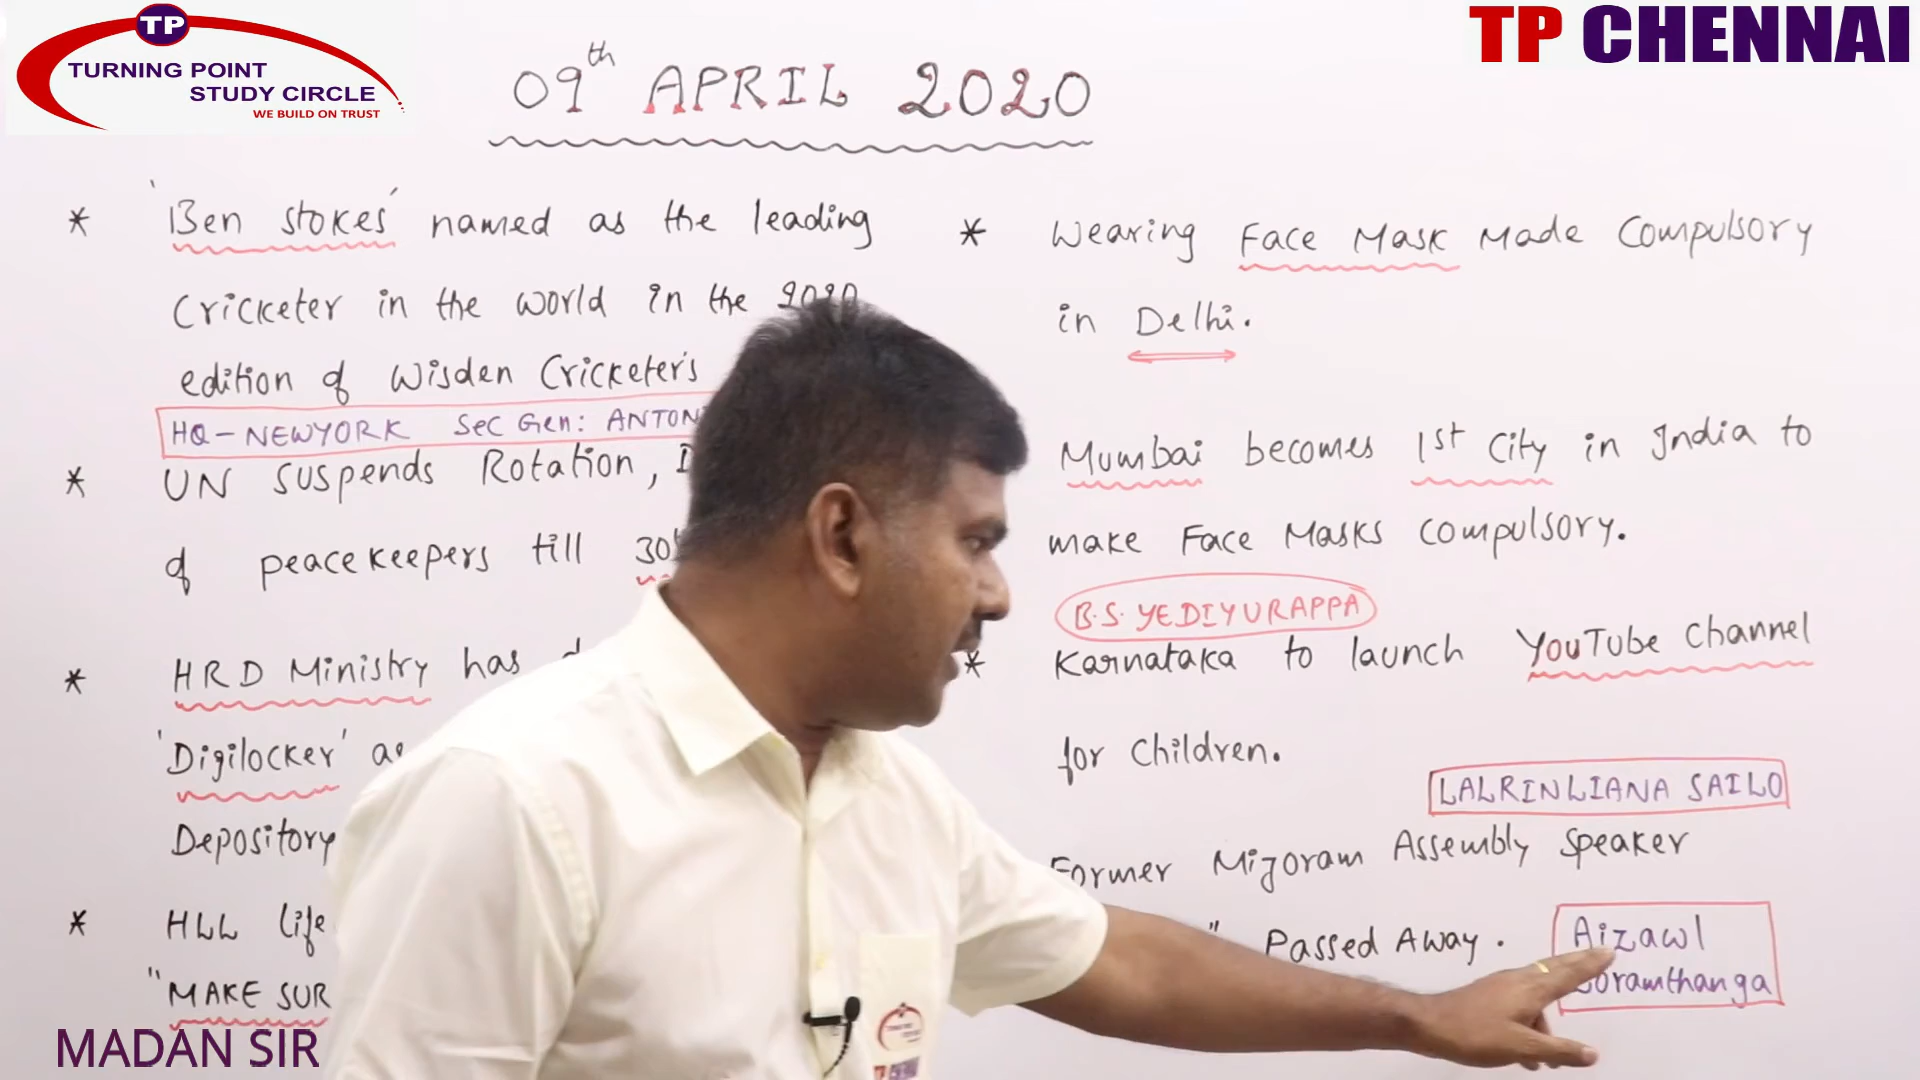 TP
TURNING POINT
STUDY CIRCLE
WE BUILD ON TRUST
TP CHENNAI
09th APRIL 2020
* 'Ben stokes' named as the leading
Cricketer in the world in the 2020
edition of Wisden Cricketer's
HQ - NEWYORK Sec Gen: ANTON
* UN suspends Rotation,
of peacekeepers till 30
* HRD Ministry has
'Digilocker' as
Depository
* HLL life
"MAKE SUR
* Wearing Face Mask Made Compulsory
in Delhi.
Mumbai becomes 1st City in India to
make Face Masks compulsory.
B.S. YEDIYURAPPA
* Karnataka to launch YouTube Channel
for Children.
LALRINLIANA SAILO
Former Mizoram Assembly Speaker
" Passed Away.
Aizawl
oramthanga
MADAN SIR